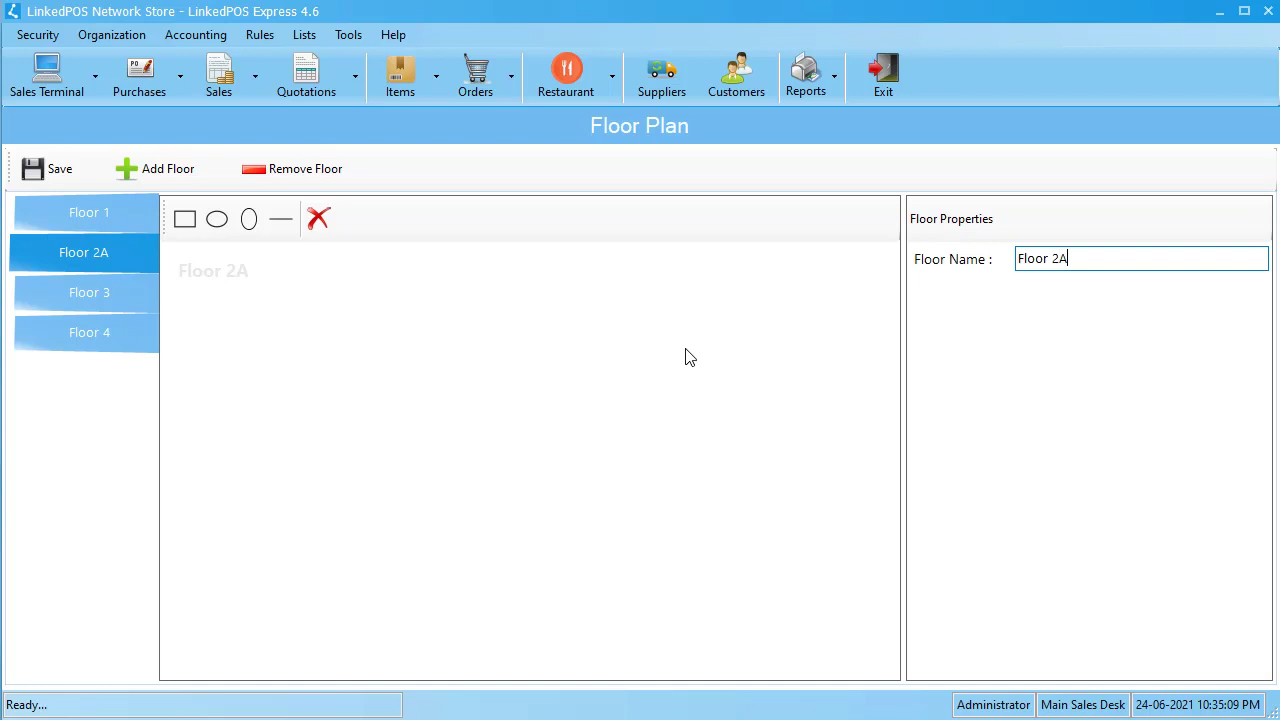 LinkedPOS Network Store - LinkedPOS Express 4.6
Security Organization Accounting Rules Lists Tools Help
Sales Terminal Purchases Sales Quotations Items Orders Restaurant Suppliers Customers Reports Exit
Floor Plan
Save Add Floor Remove Floor
Floor 1
Floor 2A
Floor 3
Floor 4
Floor 2A
Floor Properties
Floor Name : Floor 2A
Ready... Administrator Main Sales Desk 24-06-2021 10:35:09 PM